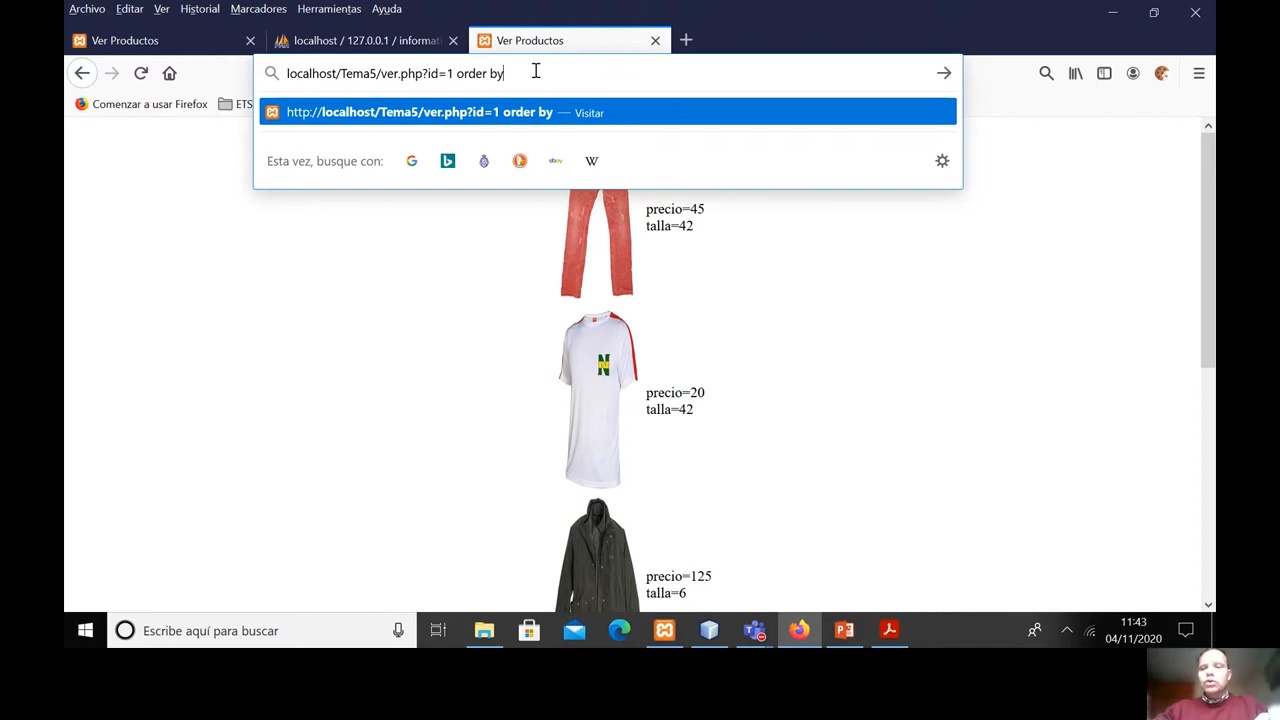 Archivo Editar Ver Historial Marcadores Herramientas Ayuda
Ver Productos
localhost / 127.0.0.1 / informat
Ver Productos
localhost/Tema5/ver.php?id=1 order by
Comenzar a usar Firefox
ETS
http://localhost/Tema5/ver.php?id=1 order by — Visitar
Esta vez, busque con:
ebay
W
precio=45
talla=42
N
precio=20
talla=42
precio=125
talla=6
Escribe aquí para buscar
11:43
04/11/2020